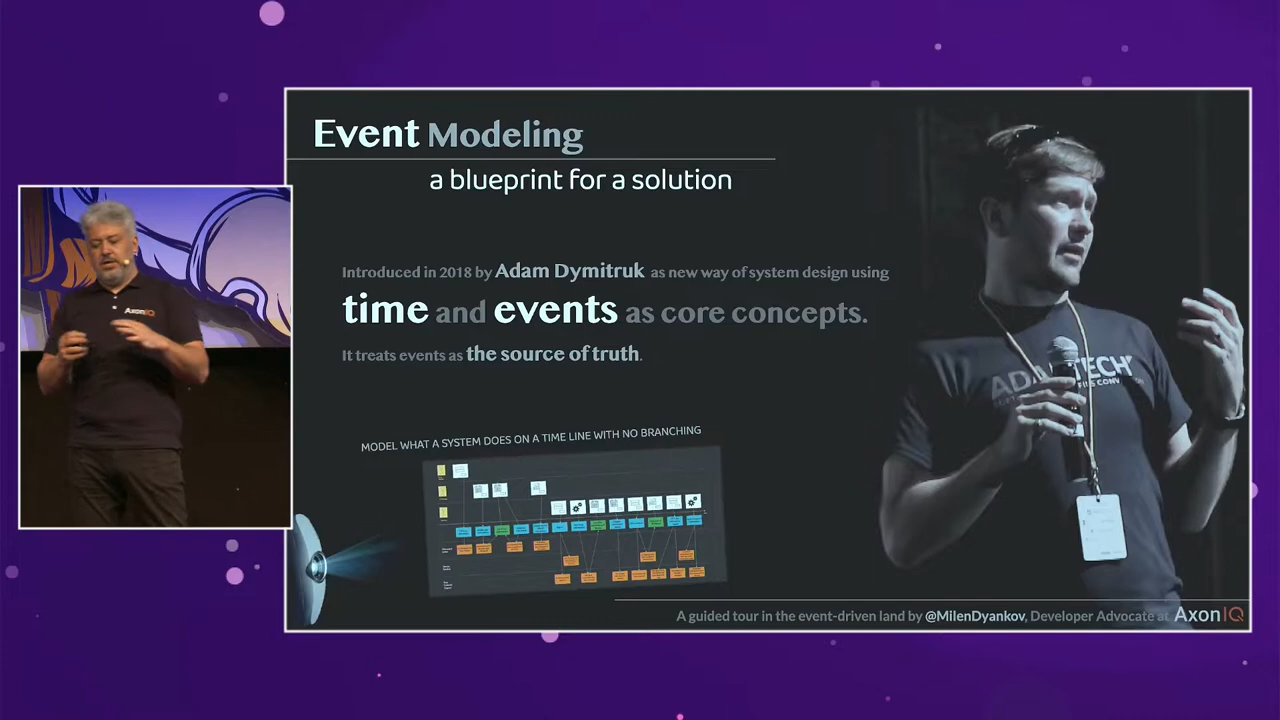 Event Modeling
a blueprint for a solution
Introduced in 2018 by Adam Dymitruk as new way of system design using
time and events as core concepts.
It treats events as the source of truth.
MODEL WHAT A SYSTEM DOES ON A TIME LINE WITH NO BRANCHING
A guided tour in the event-driven land by @MilenDyankov, Developer Advocate at AxonIQ
AxonIQ